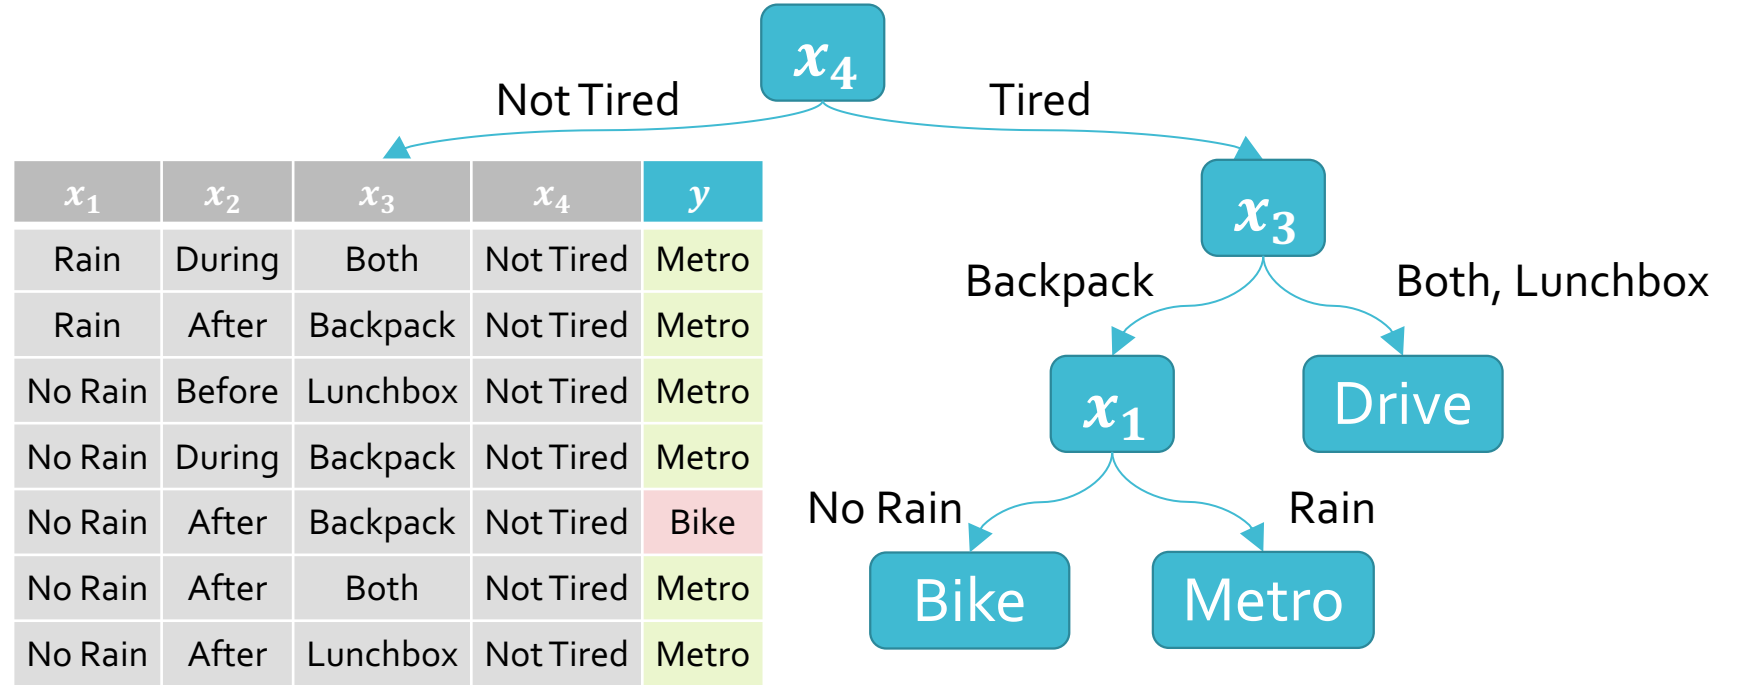 x₄
Not Tired Tired
x₁ x₂ x₃ x₄ y
Rain During Both Not Tired Metro
Rain After Backpack Not Tired Metro
No Rain Before Lunchbox Not Tired Metro
No Rain During Backpack Not Tired Metro
No Rain After Backpack Not Tired Bike
No Rain After Both Not Tired Metro
No Rain After Lunchbox Not Tired Metro
x₃
Backpack Both, Lunchbox
x₁ Drive
No Rain Rain
Bike Metro